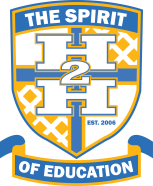 THE SPIRIT
H
2
H
EST. 2006
OF EDUCATION